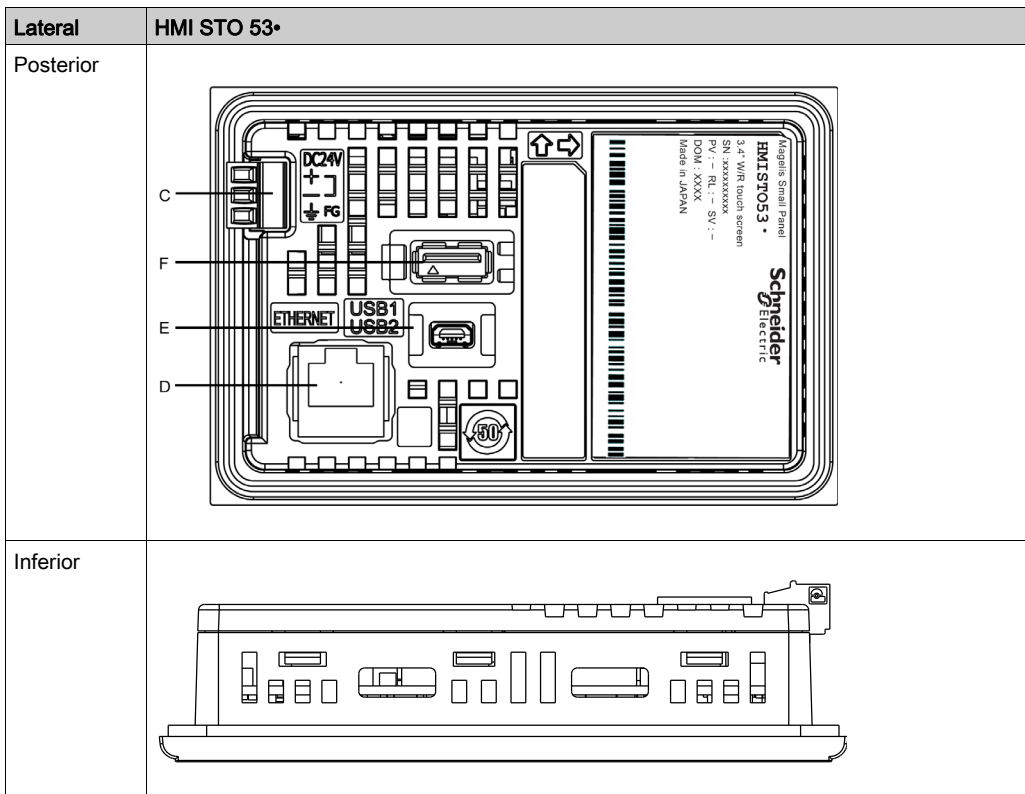 Lateral HMI STO 53•
Posterior
C
F
E
D
DC24V
+
−
FG
ETHERNET
USB1
USB2
50
Magelis Small Panel
HMISTO53 •
3.4" W/R touch screen
SN :xxxxxxxxxx
PV : – RL : – SV : –
DOM : XXXX
Made in JAPAN
Schneider
Electric
Inferior